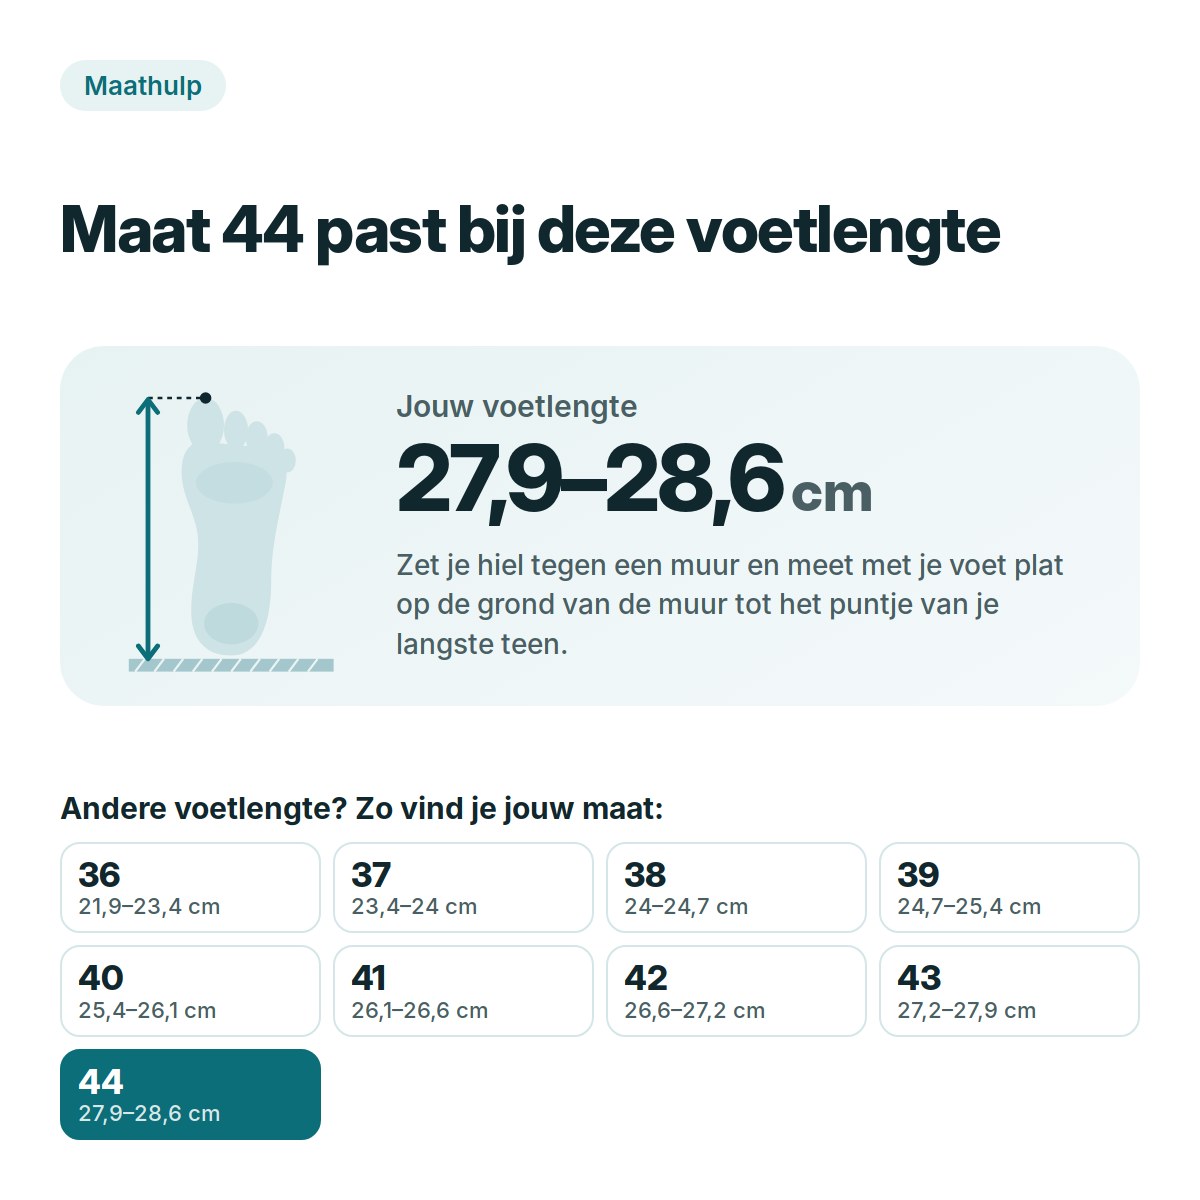 Maathulp
Maat 44 past bij deze voetlengte
Jouw voetlengte
27,9–28,6 cm
Zet je hiel tegen een muur en meet met je voet plat
op de grond van de muur tot het puntje van je
langste teen.
Andere voetlengte? Zo vind je jouw maat:
36
21,9–23,4 cm
37
23,4–24 cm
38
24–24,7 cm
39
24,7–25,4 cm
40
25,4–26,1 cm
41
26,1–26,6 cm
42
26,6–27,2 cm
43
27,2–27,9 cm
44
27,9–28,6 cm